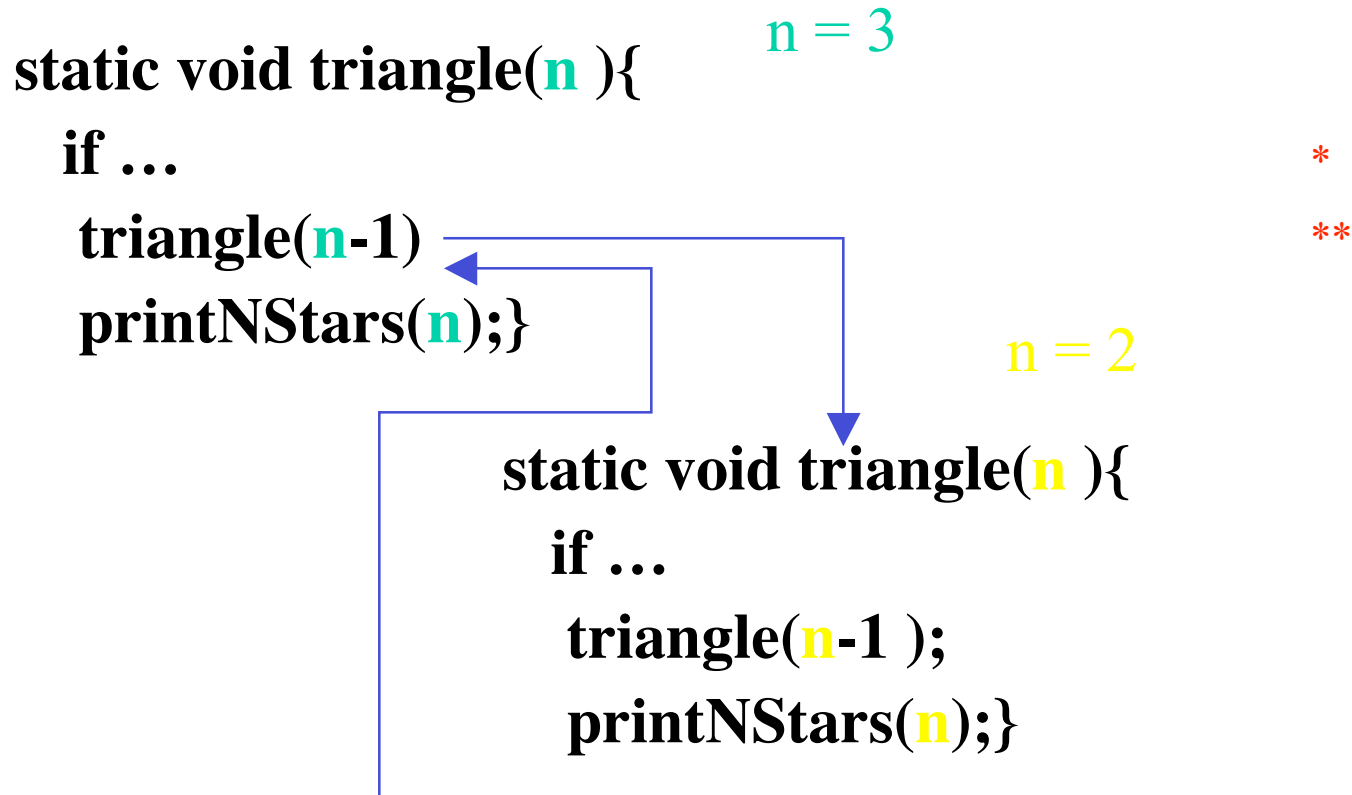 n = 3
static void triangle(n ){
if …
*
triangle(n-1)
**
printNStars(n);}
n = 2
static void triangle(n ){
if …
triangle(n-1 );
printNStars(n);}